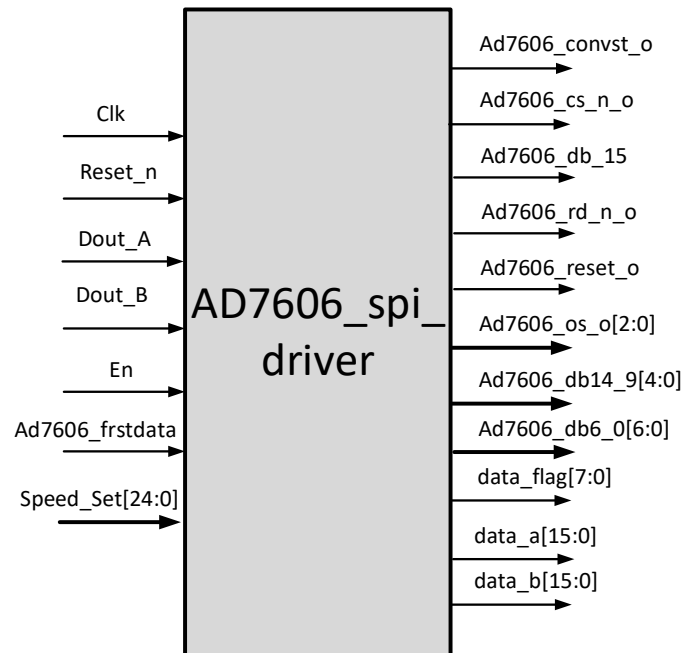 Clk
Reset_n
Dout_A
Dout_B
En
Ad7606_frstdata
Speed_Set[24:0]
AD7606_spi_
driver
Ad7606_convst_o
Ad7606_cs_n_o
Ad7606_db_15
Ad7606_rd_n_o
Ad7606_reset_o
Ad7606_os_o[2:0]
Ad7606_db14_9[4:0]
Ad7606_db6_0[6:0]
data_flag[7:0]
data_a[15:0]
data_b[15:0]